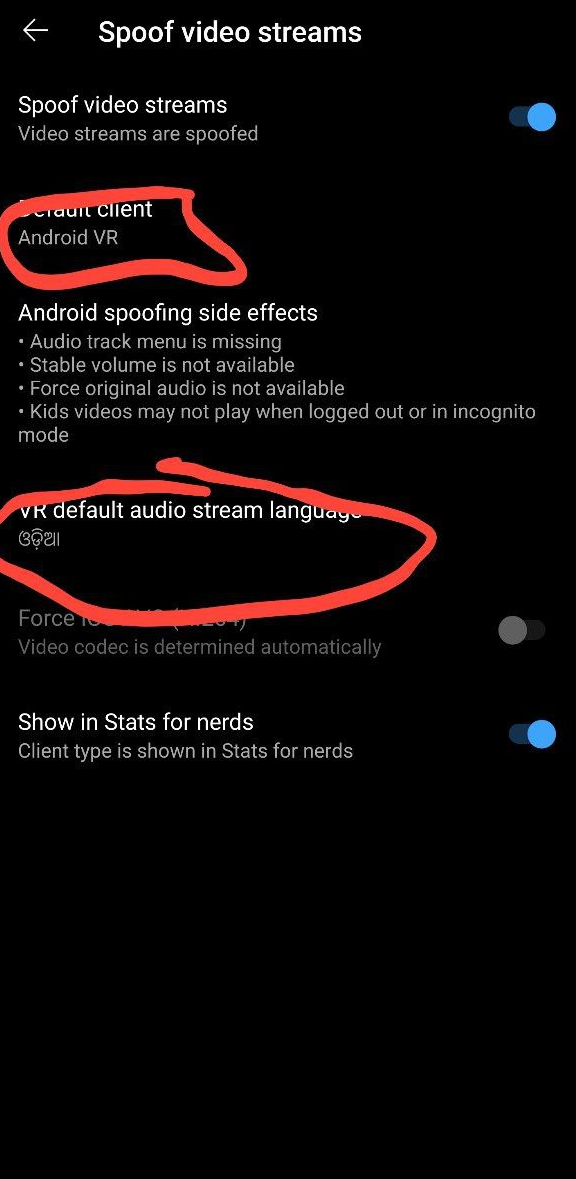 Spoof video streams
Spoof video streams
Video streams are spoofed
Default client
Android VR
Android spoofing side effects
• Audio track menu is missing
• Stable volume is not available
• Force original audio is not available
• Kids videos may not play when logged out or in incognito
mode
VR default audio stream language
ଓଡ଼ିଆ
Force
Video codec is determined automatically
Show in Stats for nerds
Client type is shown in Stats for nerds